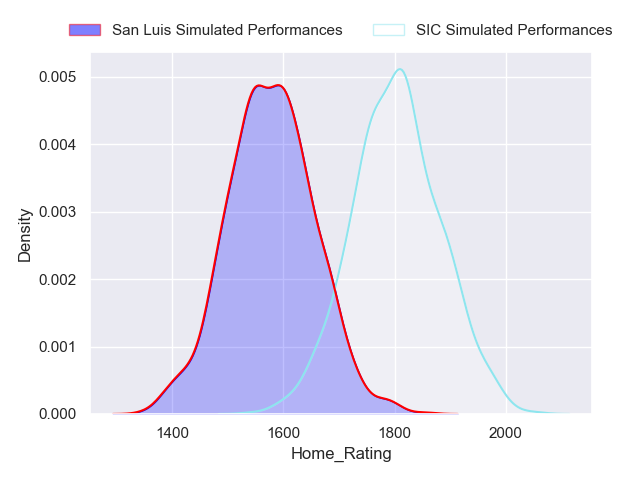 San Luis Simulated Performances SIC Simulated Performances
0.005
0.004
0.003
0.002
0.001
0.000
Density
1400 1600 1800 2000
Home_Rating